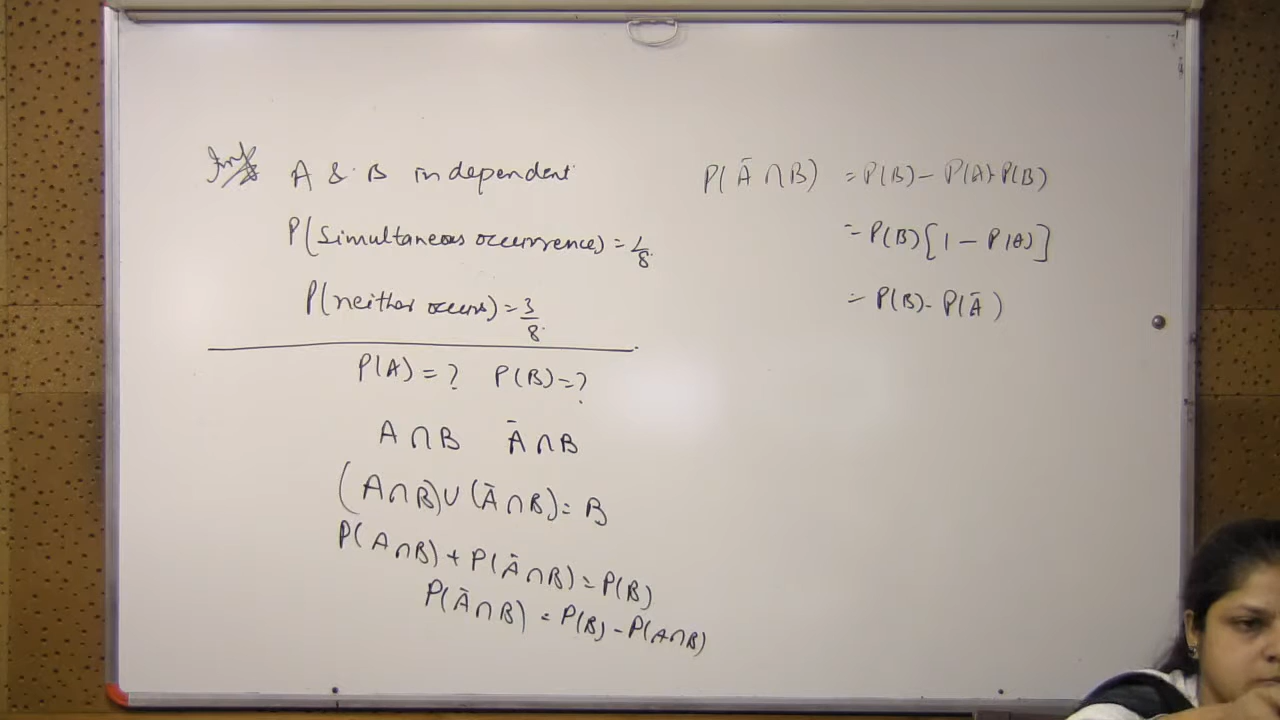 A & B independent
P(Simultaneous occurrence) = 1/8.
P(neither occurs) = 3/8.
P(A) = ? P(B) = ?
A ∩ B Ā ∩ B
(A ∩ B) ∪ (Ā ∩ B) = B
P(A ∩ B) + P(Ā ∩ B) = P(B)
P(Ā ∩ B) = P(B) - P(A ∩ B)
P(Ā ∩ B) = P(B) - P(A) P(B)
= P(B) [1 - P(A)]
= P(B) - P(Ā)